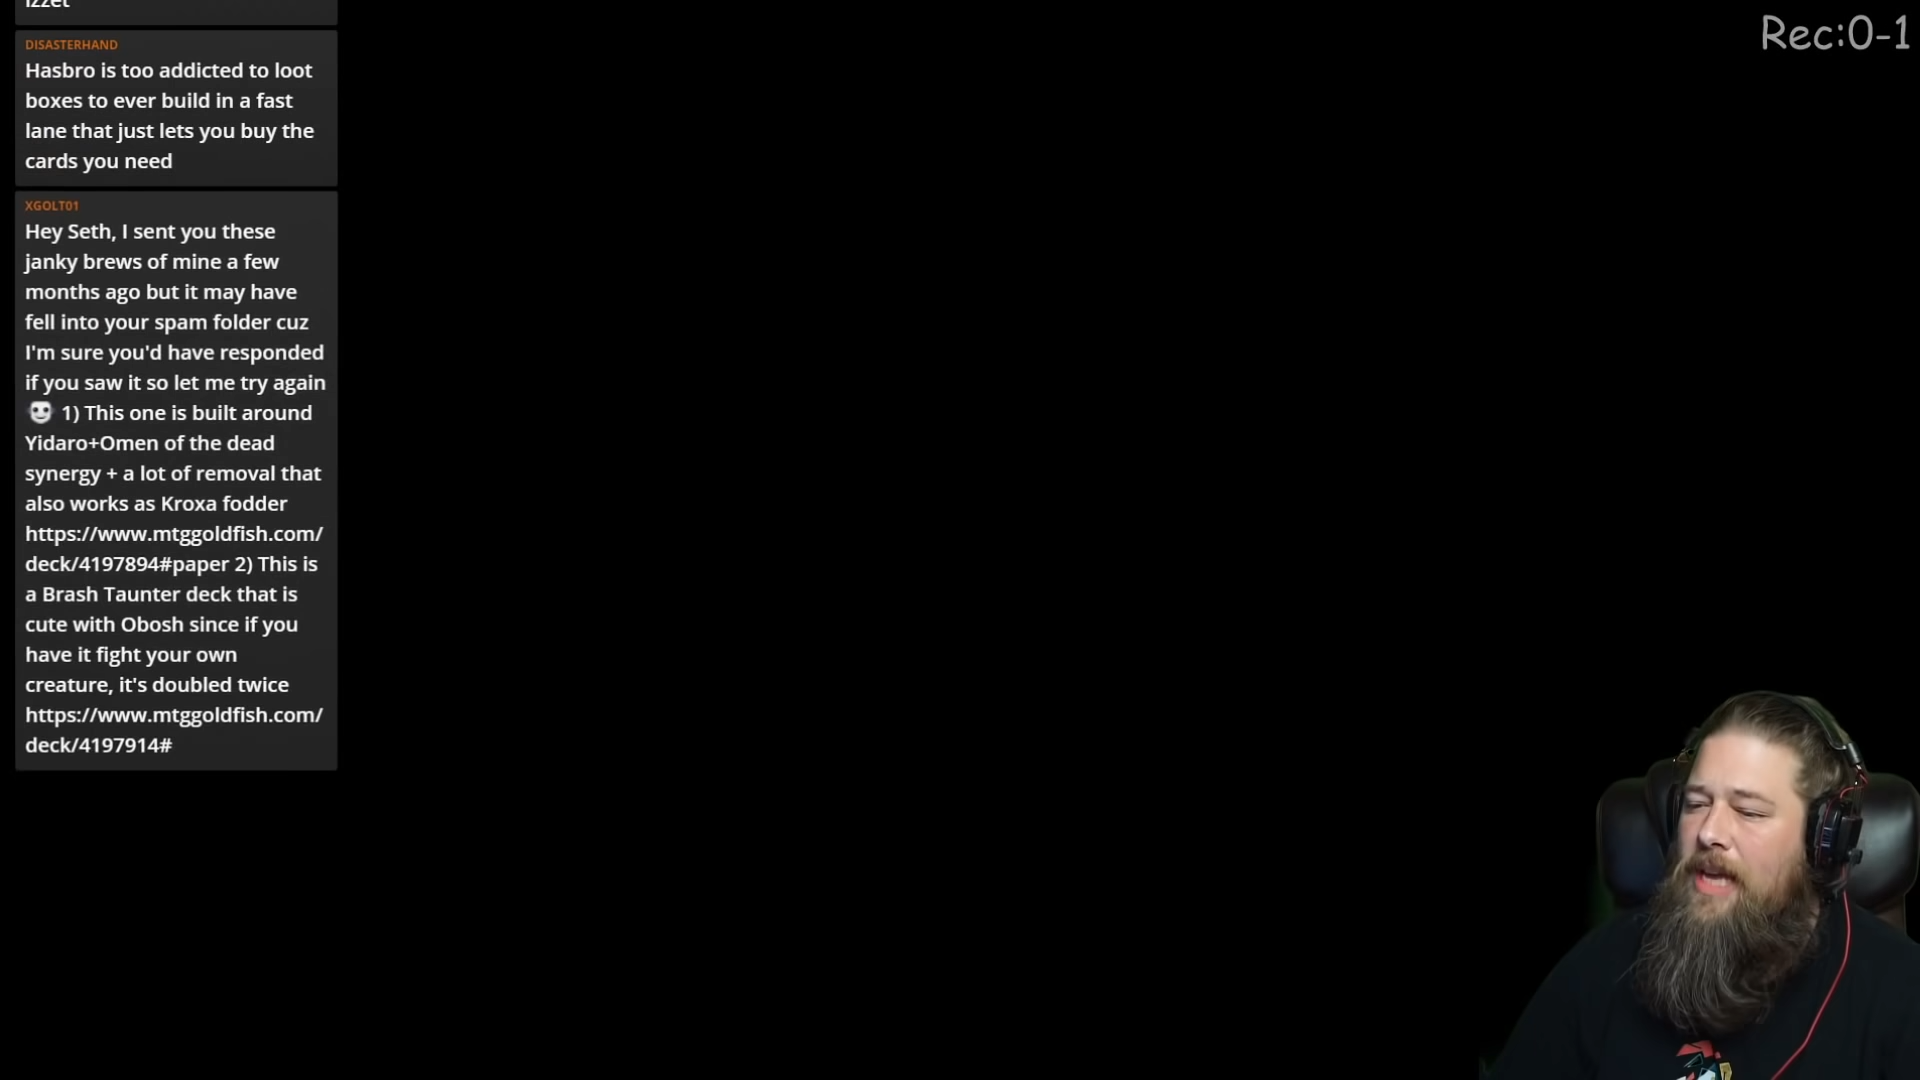 Izzet
DISASTERHAND
Hasbro is too addicted to loot
boxes to ever build in a fast
lane that just lets you buy the
cards you need
XGOLT01
Hey Seth, I sent you these
janky brews of mine a few
months ago but it may have
fell into your spam folder cuz
I'm sure you'd have responded
if you saw it so let me try again
1) This one is built around
Yidaro+Omen of the dead
synergy + a lot of removal that
also works as Kroxa fodder
https://www.mtggoldfish.com/
deck/4197894#paper 2) This is
a Brash Taunter deck that is
cute with Obosh since if you
have it fight your own
creature, it's doubled twice
https://www.mtggoldfish.com/
deck/4197914#
Rec:0-1